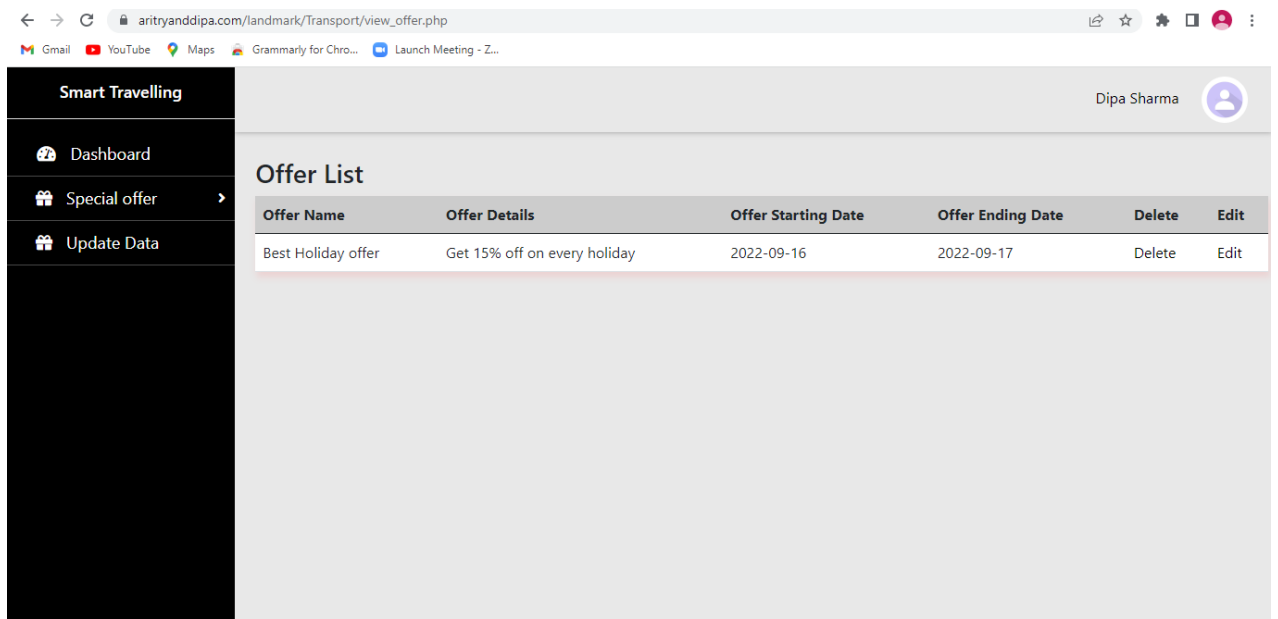 aritryanddipa.com/landmark/Transport/view_offer.php
Gmail YouTube Maps Grammarly for Chro... Launch Meeting - Z...
Smart Travelling
Dipa Sharma
Dashboard
Special offer
Update Data
Offer List
Offer Name Offer Details Offer Starting Date Offer Ending Date Delete Edit
Best Holiday offer Get 15% off on every holiday 2022-09-16 2022-09-17 Delete Edit